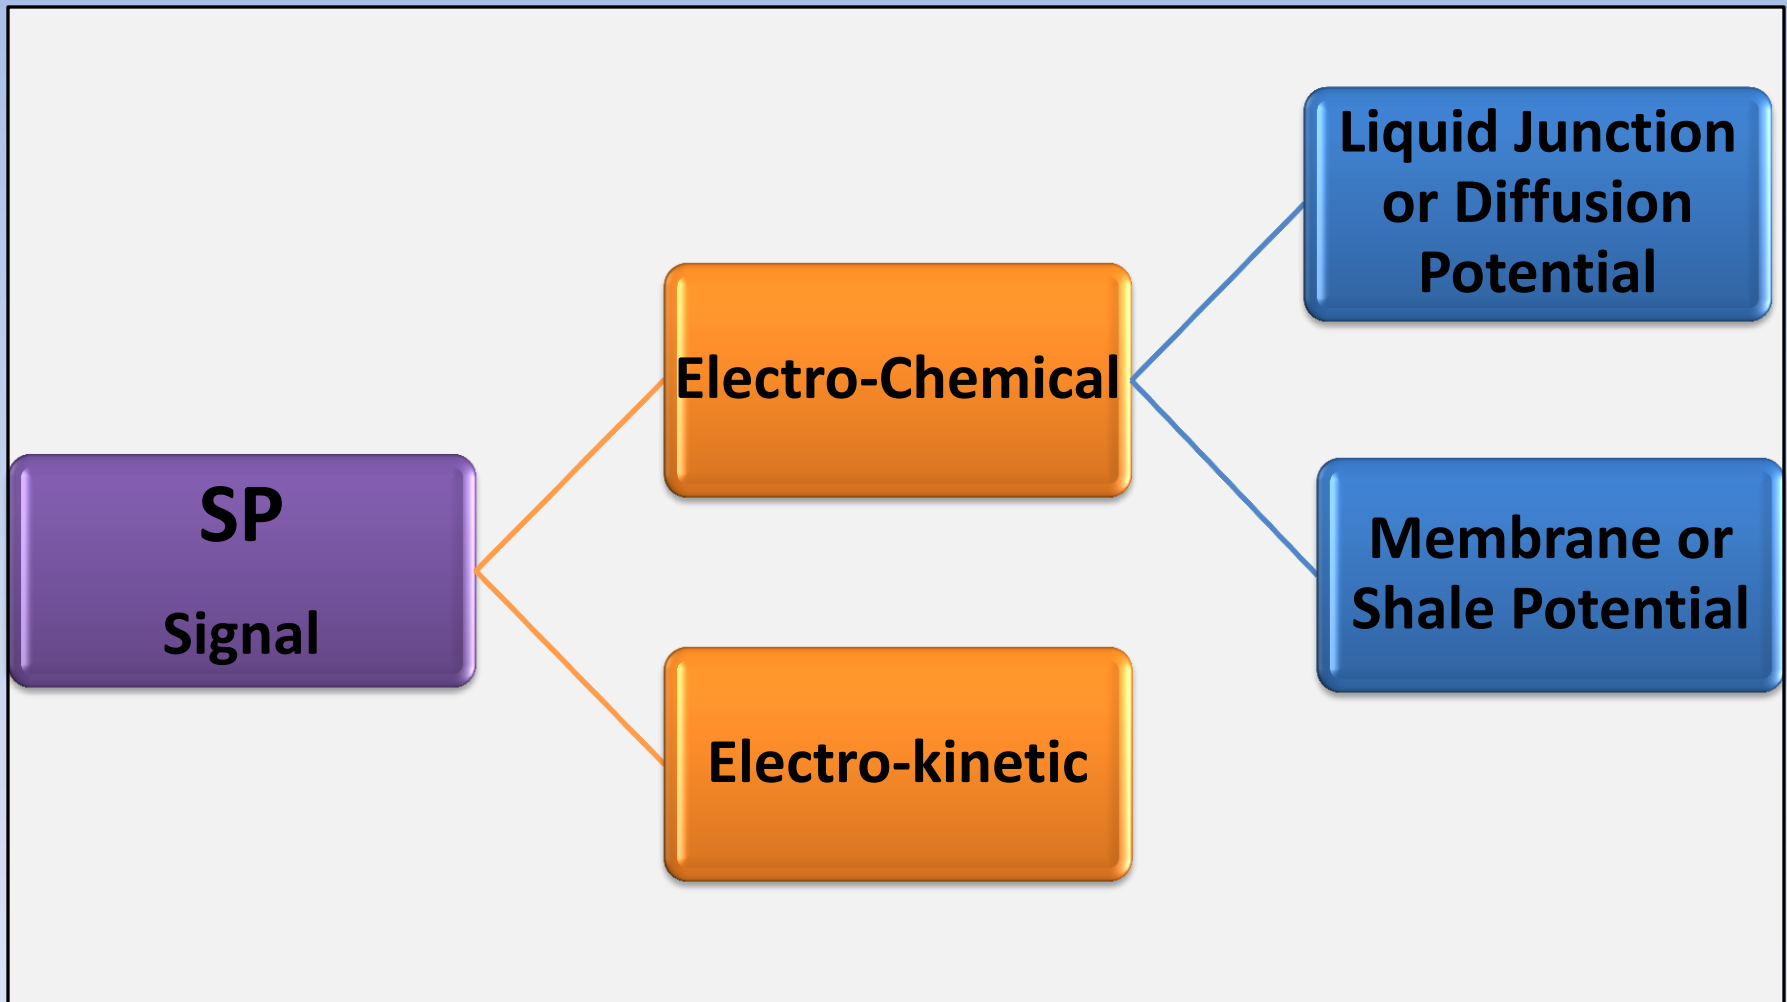 SP
Signal
Electro-Chemical
Electro-kinetic
Liquid Junction
or Diffusion
Potential
Membrane or
Shale Potential